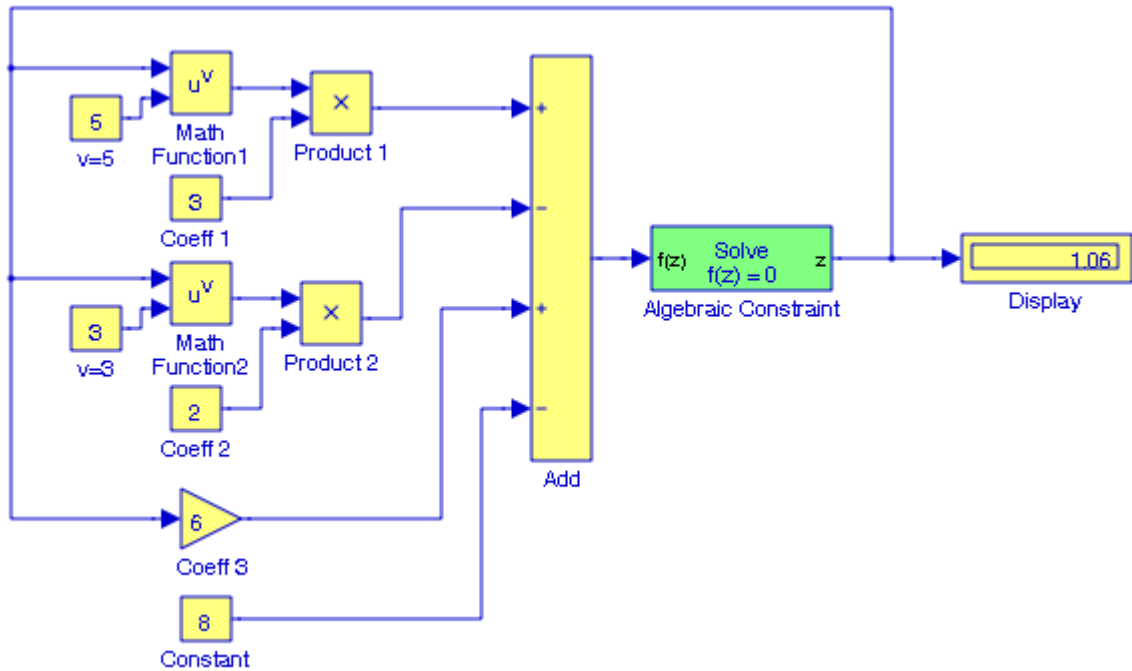 u^v
5
v=5
Math
Function1
×
Product 1
3
Coeff 1
+
−
+
−
Add
f(z)
Solve
f(z) = 0
z
Algebraic Constraint
1.06
Display
u^v
3
v=3
Math
Function2
×
Product 2
2
Coeff 2
6
Coeff 3
8
Constant